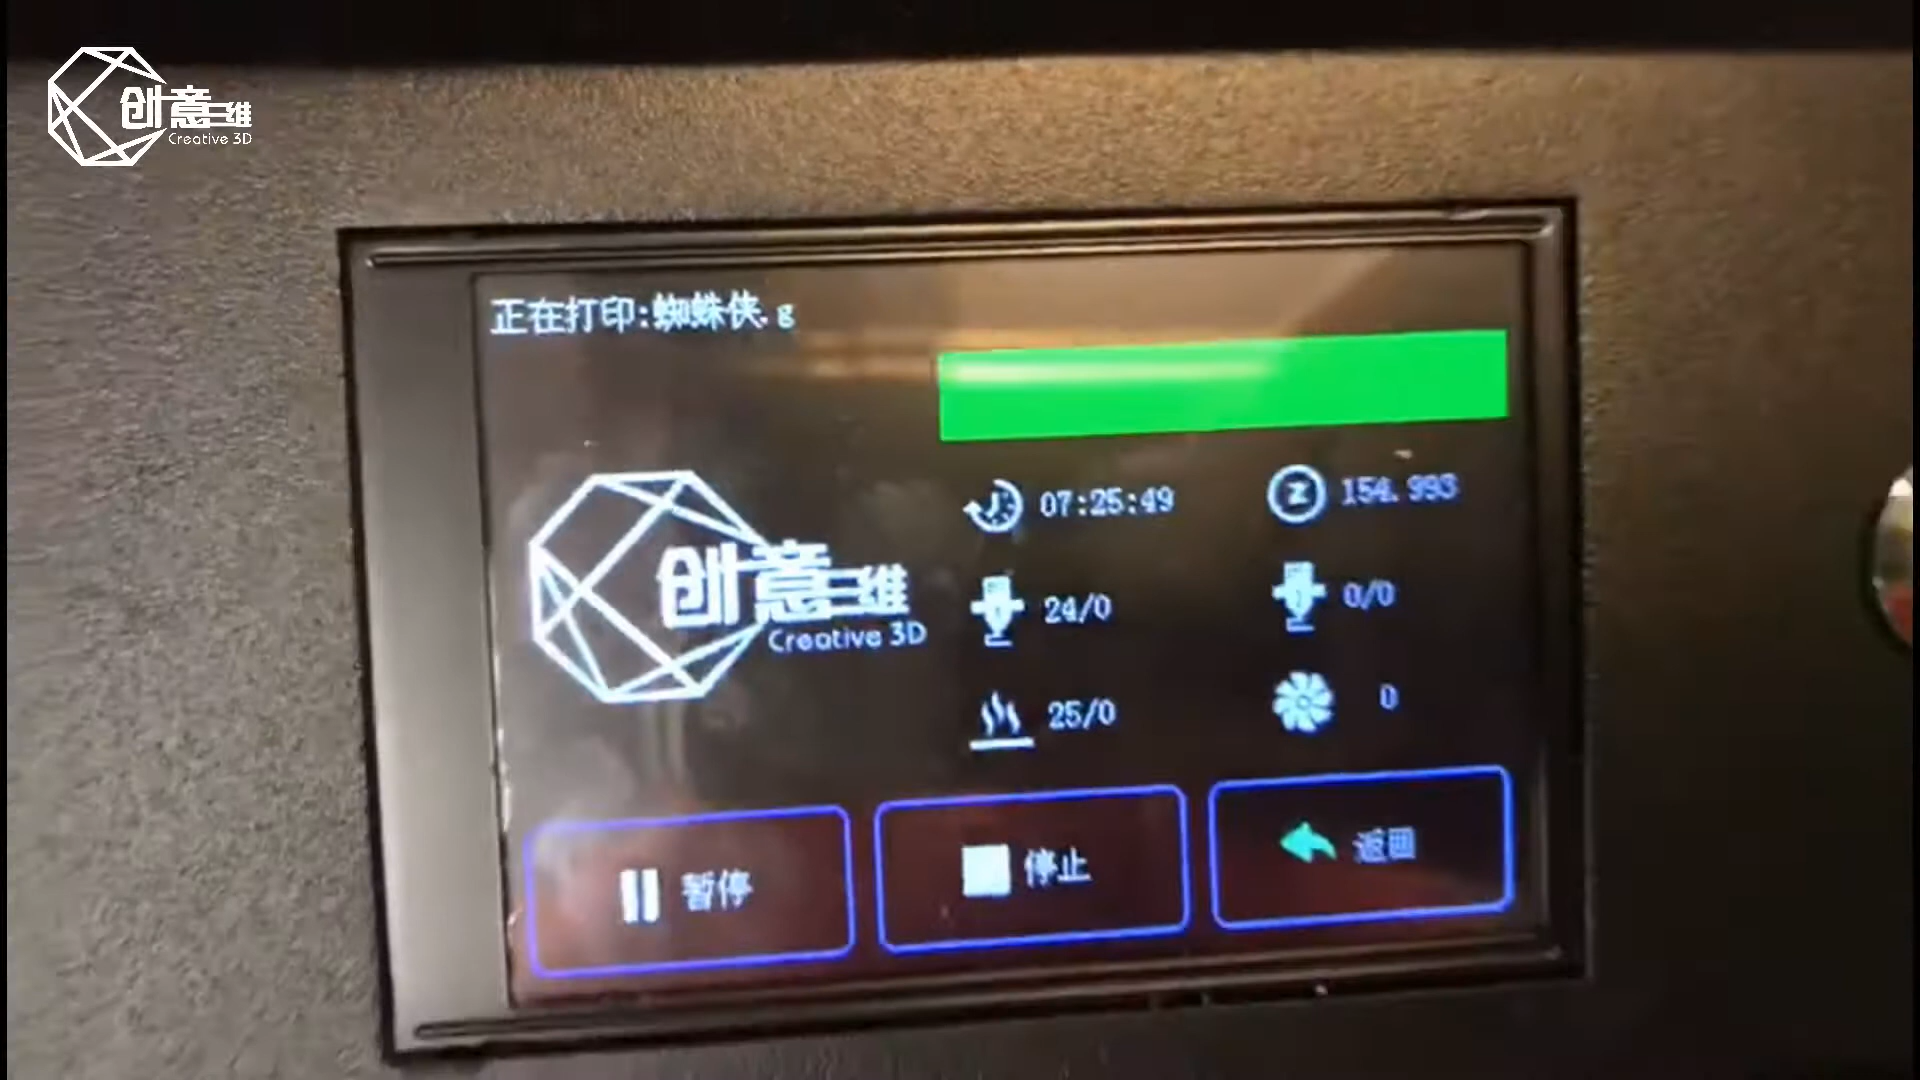 创意三维
Creative 3D
正在打印:蜘蛛侠.g
07:25:49
Z
154.993
创意三维
Creative 3D
24/0
0/0
25/0
0
暂停
停止
返回